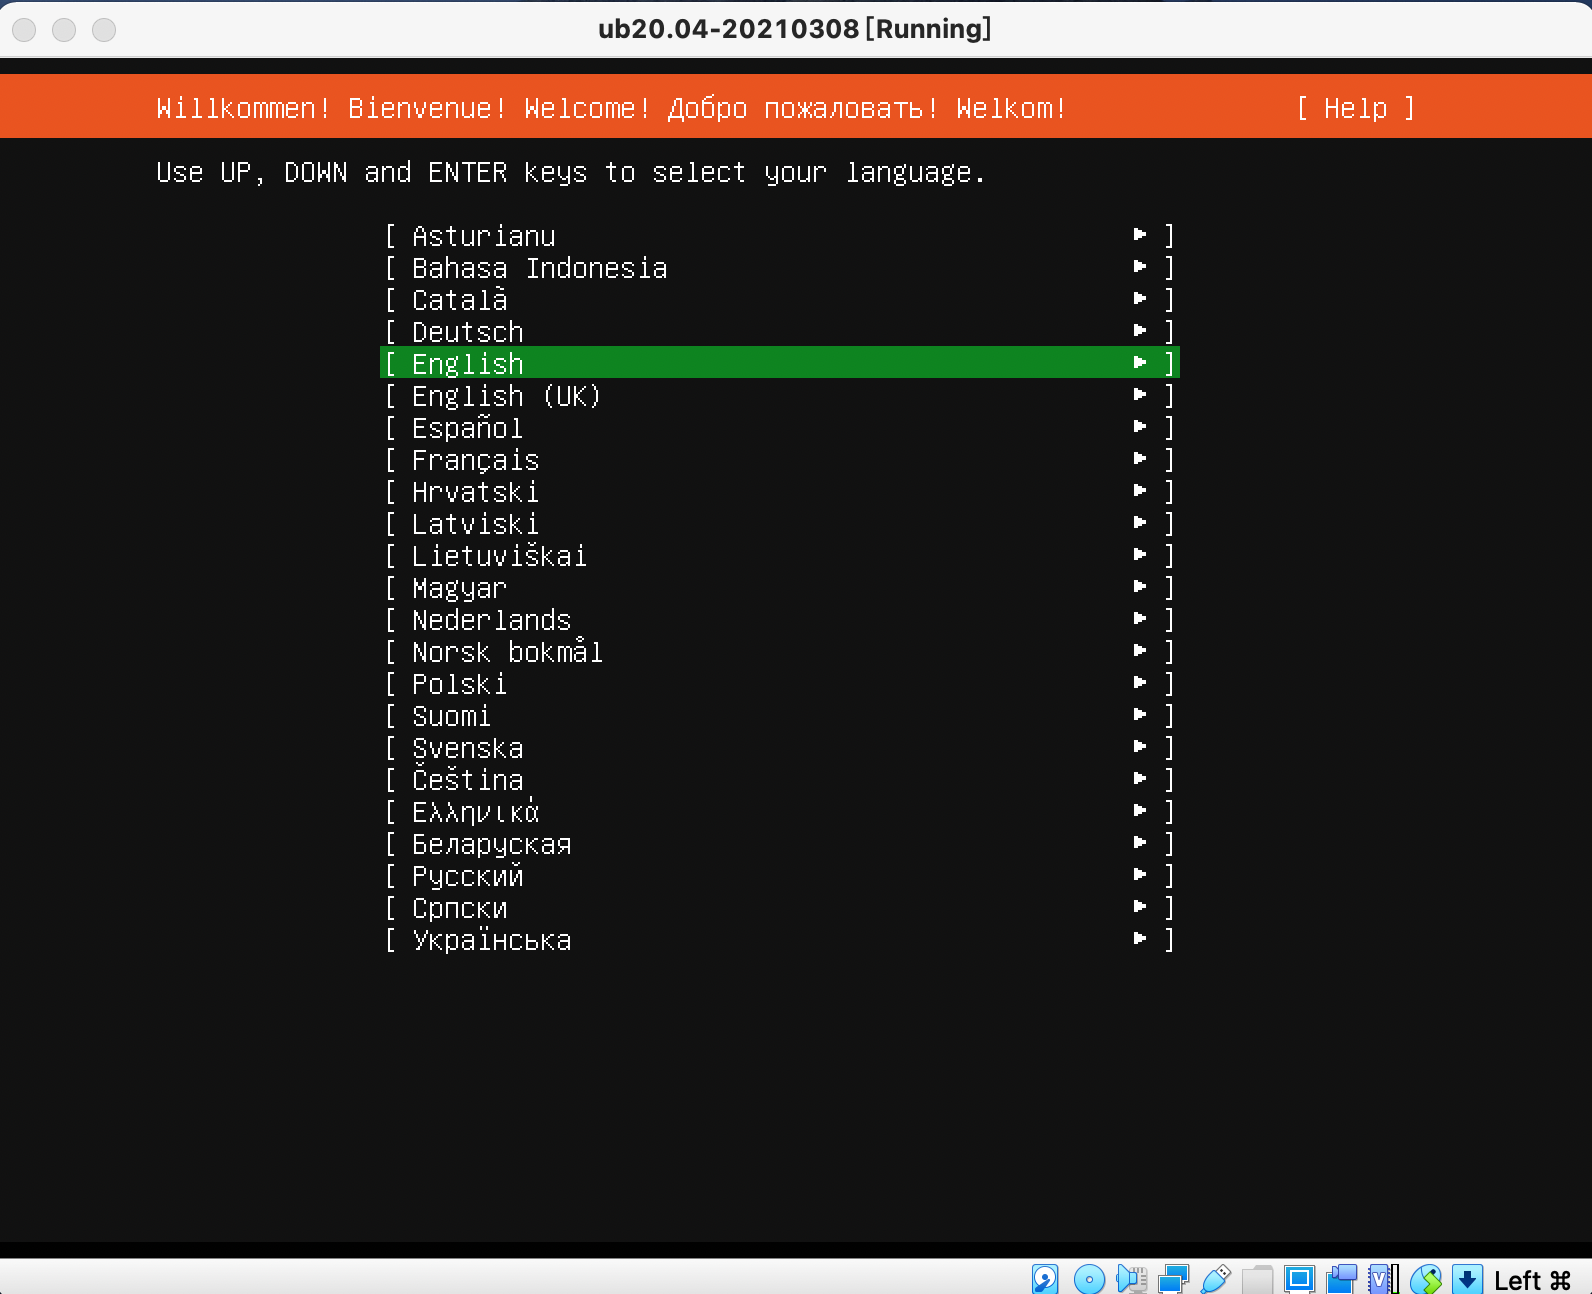 ub20.04-20210308 [Running]
Willkommen! Bienvenue! Welcome! Добро пожаловать! Welkom! [ Help ]
Use UP, DOWN and ENTER keys to select your language.
[ Asturianu ► ]
[ Bahasa Indonesia ► ]
[ Català ► ]
[ Deutsch ► ]
[ English ► ]
[ English (UK) ► ]
[ Español ► ]
[ Français ► ]
[ Hrvatski ► ]
[ Latviski ► ]
[ Lietuviškai ► ]
[ Magyar ► ]
[ Nederlands ► ]
[ Norsk bokmål ► ]
[ Polski ► ]
[ Suomi ► ]
[ Svenska ► ]
[ Čeština ► ]
[ Ελληνικά ► ]
[ Беларуская ► ]
[ Русский ► ]
[ Српски ► ]
[ Українська ► ]
V Left ⌘